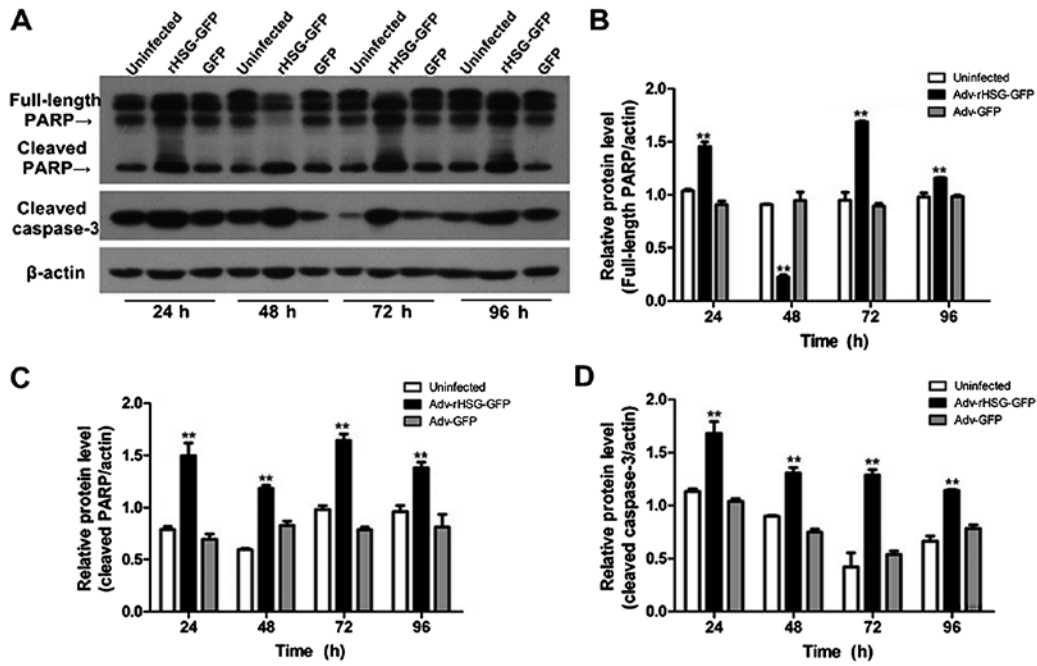 A
Uninfected rHSG-GFP GFP Uninfected rHSG-GFP GFP Uninfected rHSG-GFP GFP Uninfected rHSG-GFP GFP
Full-length
PARP→
Cleaved
PARP→
Cleaved
caspase-3
β-actin
24 h 48 h 72 h 96 h
B
Uninfected
Adv-rHSG-GFP
Adv-GFP
Relative protein level
(Full-length PARP/actin)
2.0
1.5
1.0
0.5
0.0
** ** ** **
24 48 72 96
Time (h)
C
Uninfected
Adv-rHSG-GFP
Adv-GFP
Relative protein level
(cleaved PARP/actin)
2.0
1.5
1.0
0.5
0.0
** ** ** **
24 48 72 96
Time (h)
D
Uninfected
Adv-rHSG-GFP
Adv-GFP
Relative protein level
(cleaved caspase-3/actin)
2.0
1.5
1.0
0.5
0.0
** ** ** **
24 48 72 96
Time (h)